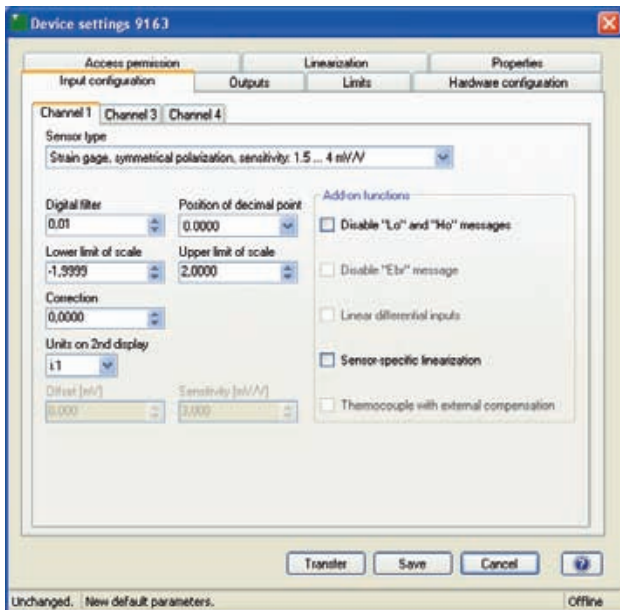 Device settings 9163
Access permission Linearization Properties
Input configuration Outputs Limits Hardware configuration
Channel 1 Channel 3 Channel 4
Sensor type
Strain gage, symmetrical polarization, sensitivity: 1.5 ... 4 mV/V
Add-on functions
Digital filter Position of decimal point
0,01 0.0000
Disable "Lo" and "Ho" messages
Lower limit of scale Upper limit of scale
-1,9999 2,0000
Disable "Ebr" message
Correction
0,0000
Linear differential inputs
Units on 2nd display
i.1
Sensor-specific linearization
Offset [mV] Sensitivity [mV/V]
0,000 3,000
Thermocouple with external compensation
Transfer Save Cancel ?
Unchanged. New default parameters. Offline